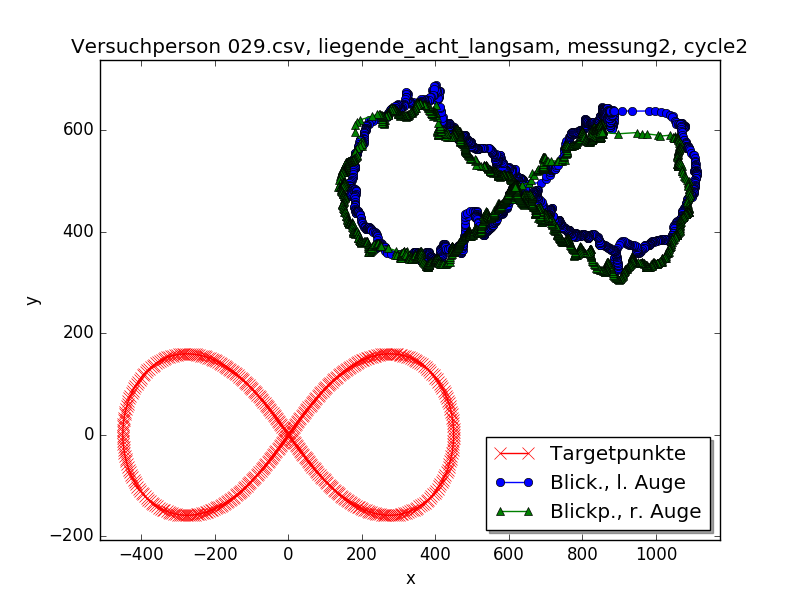 Versuchperson 029.csv, liegende_acht_langsam, messung2, cycle2
600
400
y
200
0
−200
Targetpunkte
Blick., l. Auge
Blickp., r. Auge
−400 −200 0 200 400 600 800 1000
x